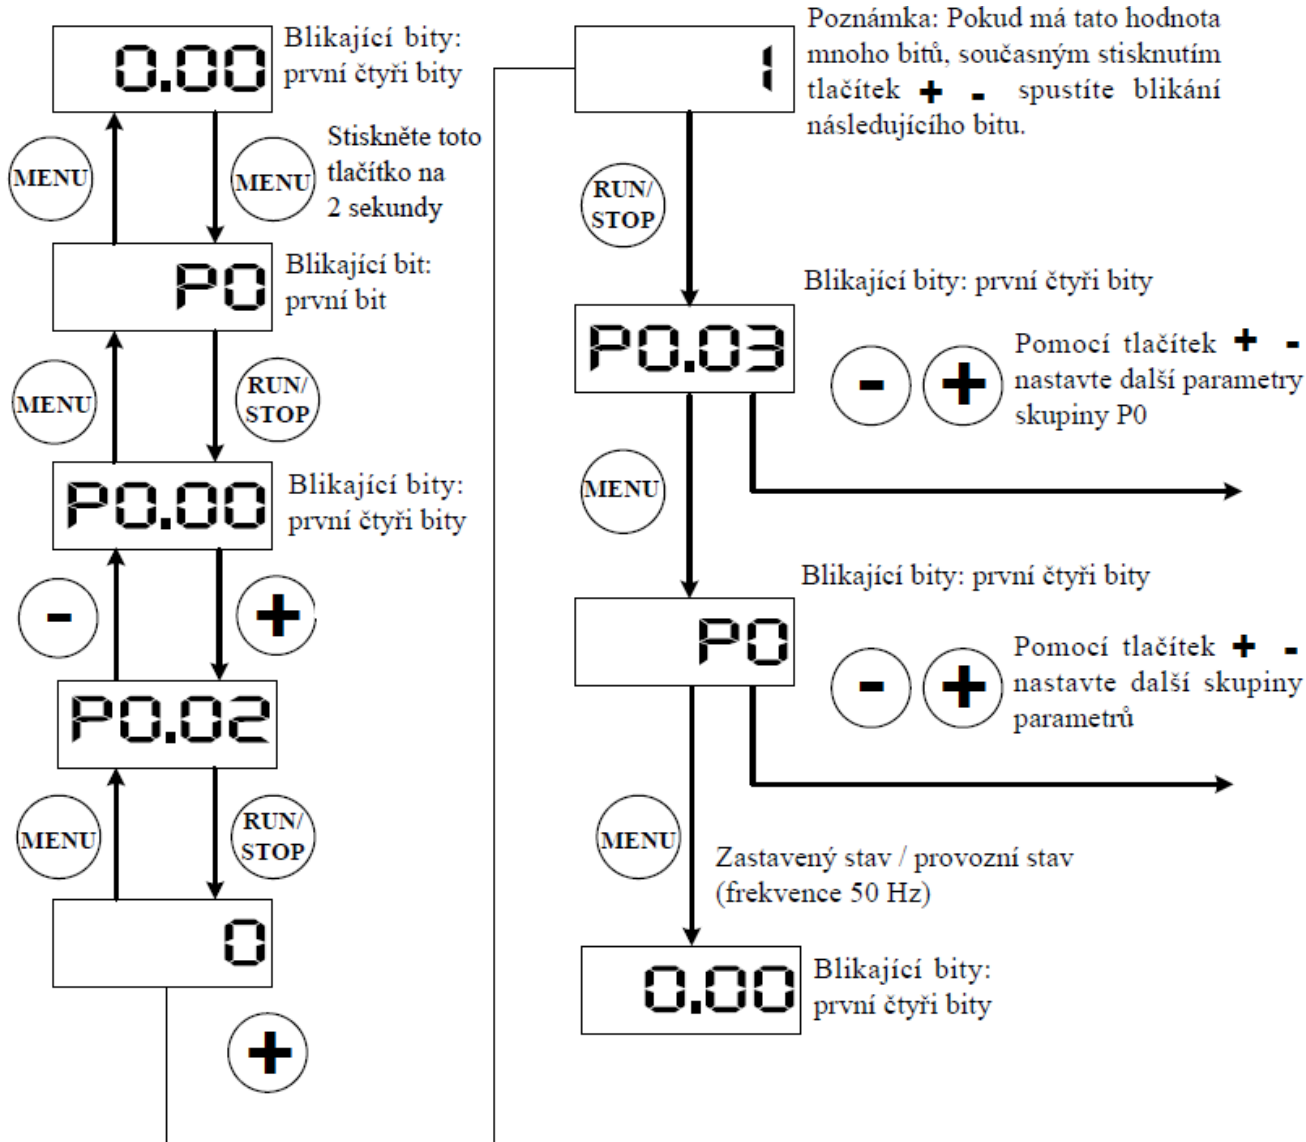 0.00
Blikající bity:
první čtyři bity
MENU
MENU
Stiskněte toto
tlačítko na
2 sekundy
P0
Blikající bit:
první bit
MENU
RUN/
STOP
P0.00
Blikající bity:
první čtyři bity
-
+
P0.02
MENU
RUN/
STOP
0
+
1
Poznámka: Pokud má tato hodnota
mnoho bitů, současným stisknutím
tlačítek + - spustíte blikání
následujícího bitu.
RUN/
STOP
Blikající bity: první čtyři bity
P0.03
- +
Pomocí tlačítek + -
nastavte další parametry
skupiny P0
MENU
Blikající bity: první čtyři bity
P0
- +
Pomocí tlačítek + -
nastavte další skupiny
parametrů
MENU
Zastavený stav / provozní stav
(frekvence 50 Hz)
0.00
Blikající bity:
první čtyři bity